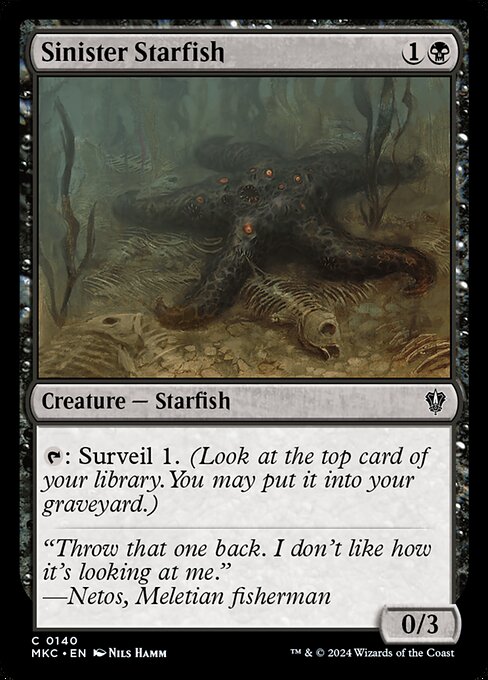 Sinister Starfish 1
Creature — Starfish
: Surveil 1. (Look at the top card of
your library. You may put it into your
graveyard.)
“Throw that one back. I don’t like how
it’s looking at me.”
—Netos, Meletian fisherman
0/3
C 0140
MKC • EN Nils Hamm
™ & © 2024 Wizards of the Coast